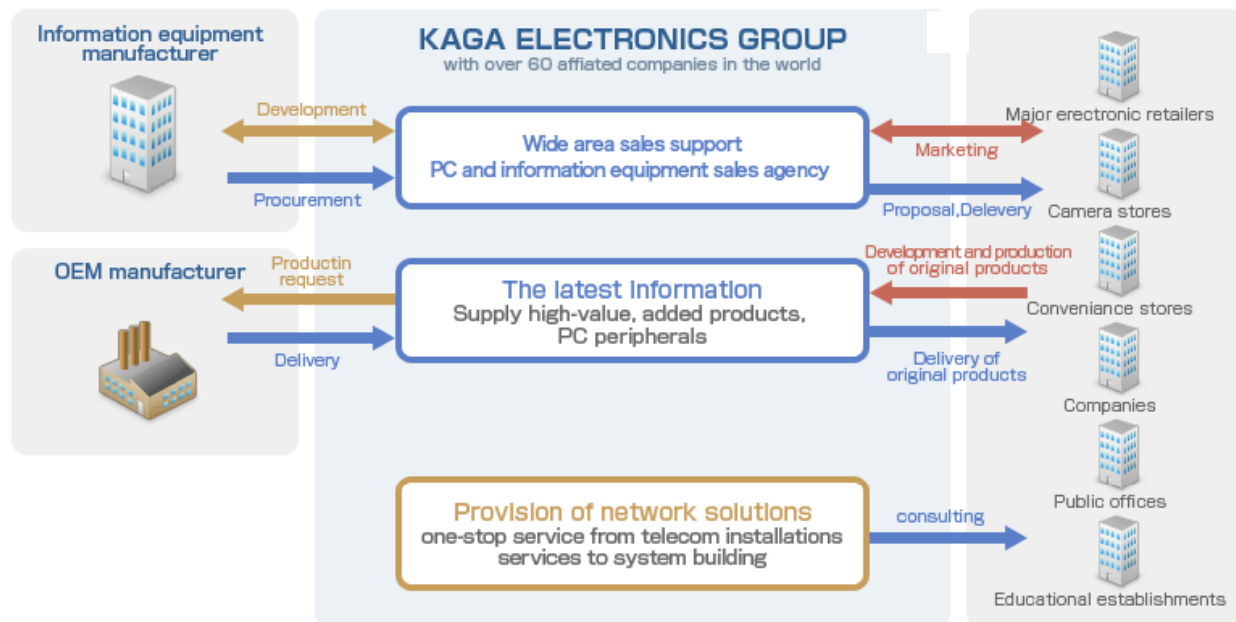 Information equipment
manufacturer
Development
Procurement
OEM manufacturer
Productin
request
Delivery
KAGA ELECTRONICS GROUP
with over 60 affiated companies in the world
Wide area sales support
PC and information equipment sales agency
The latest information
Supply high-value, added products,
PC peripherals
Provision of network solutions
one-stop service from telecom installations
services to system building
Marketing
Proposal,Delevery
Development and production
of original products
Delivery of
original products
consulting
Major erectronic retailers
Camera stores
Conveniance stores
Companies
Public offices
Educational establishments